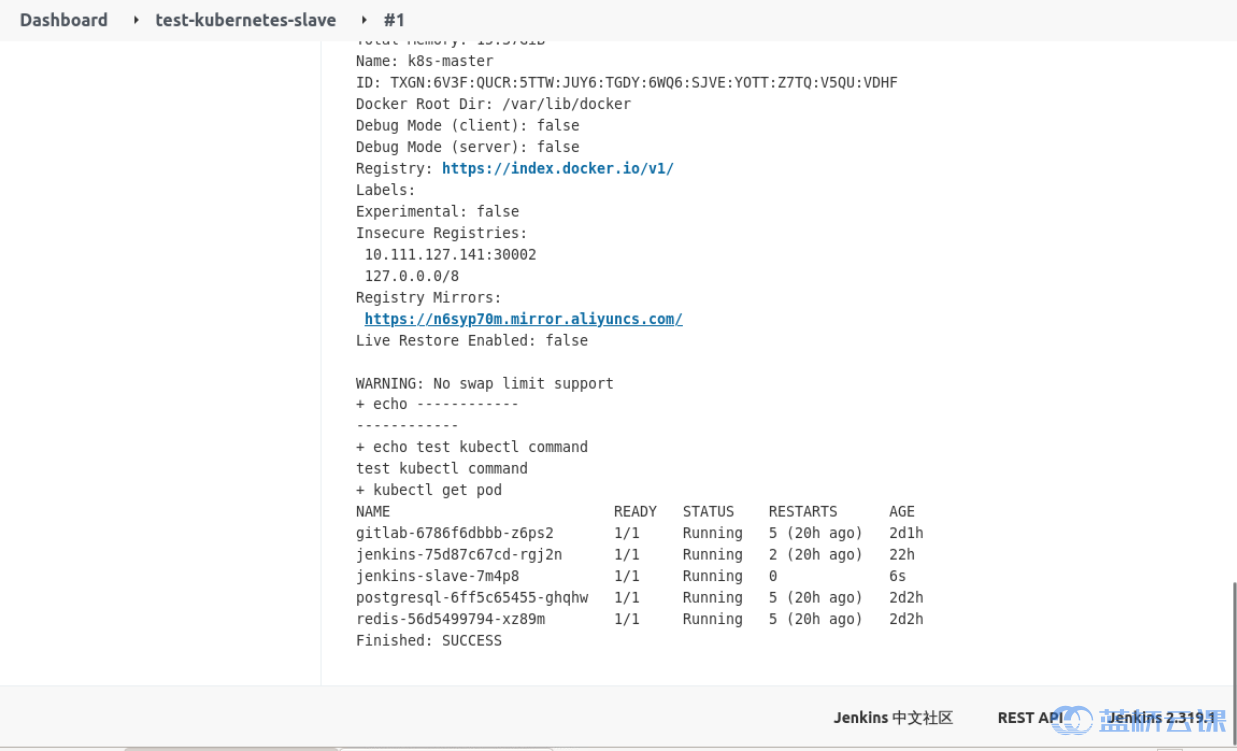 Dashboard test-kubernetes-slave #1
Total Memory: 15.57GiB
Name: k8s-master
ID: TXGN:6V3F:QUCR:5TTW:JUY6:TGDY:6WQ6:SJVE:YOTT:Z7TQ:V5QU:VDHF
Docker Root Dir: /var/lib/docker
Debug Mode (client): false
Debug Mode (server): false
Registry: https://index.docker.io/v1/
Labels:
Experimental: false
Insecure Registries:
10.111.127.141:30002
127.0.0.0/8
Registry Mirrors:
https://n6syp70m.mirror.aliyuncs.com/
Live Restore Enabled: false
WARNING: No swap limit support
+ echo ------------
------------
+ echo test kubectl command
test kubectl command
+ kubectl get pod
NAME READY STATUS RESTARTS AGE
gitlab-6786f6dbbb-z6ps2 1/1 Running 5 (20h ago) 2d1h
jenkins-75d87c67cd-rgj2n 1/1 Running 2 (20h ago) 22h
jenkins-slave-7m4p8 1/1 Running 0 6s
postgresql-6ff5c65455-ghqhw 1/1 Running 5 (20h ago) 2d2h
redis-56d5499794-xz89m 1/1 Running 5 (20h ago) 2d2h
Finished: SUCCESS
Jenkins 中文社区 REST API Jenkins 2.319.1
蓝桥云课